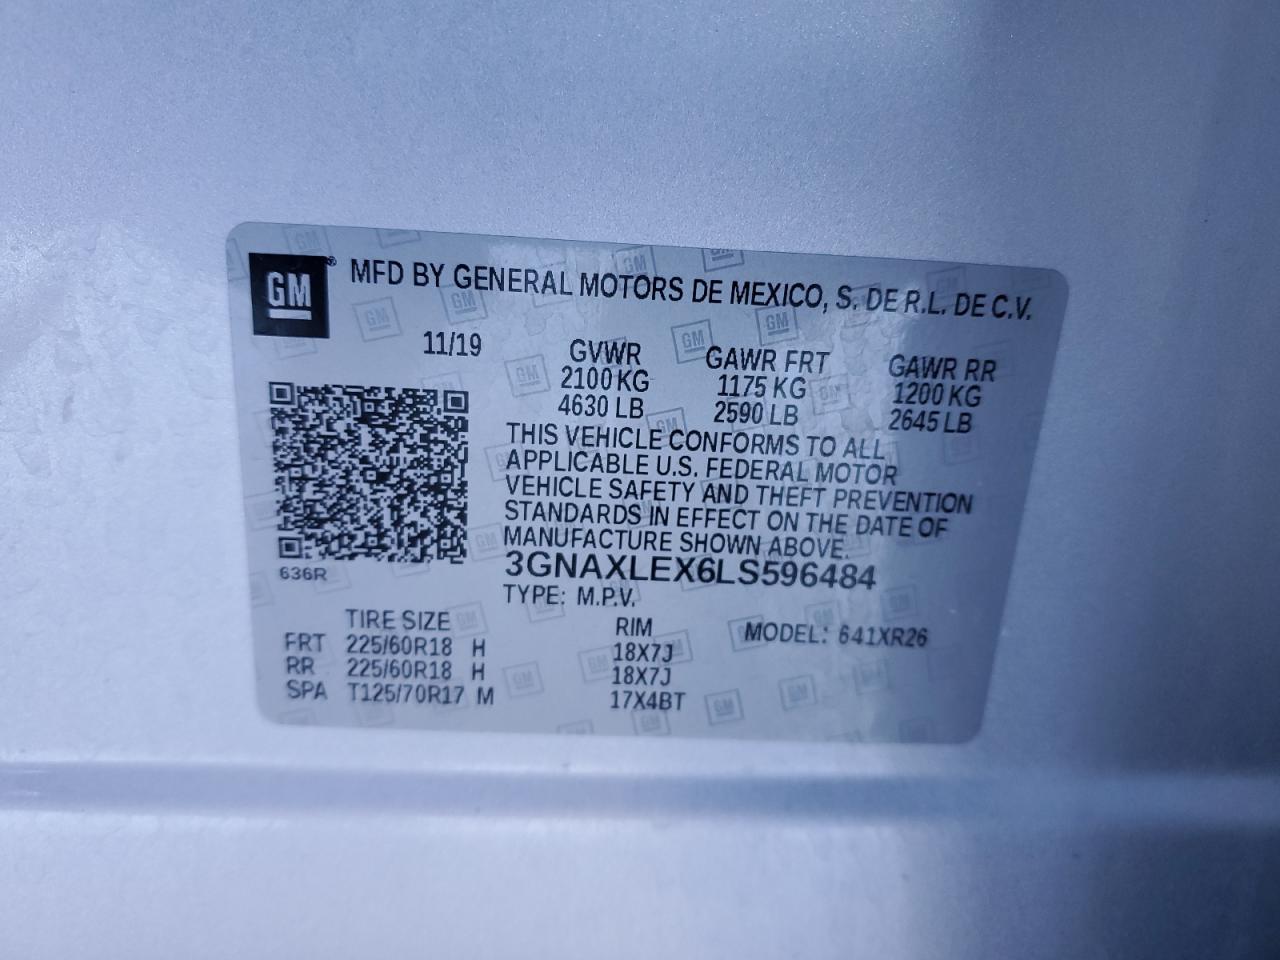 GM® MFD BY GENERAL MOTORS DE MEXICO, S. DE R.L. DE C.V.
11/19 GVWR GAWR FRT GAWR RR
2100 KG 1175 KG 1200 KG
4630 LB 2590 LB 2645 LB
THIS VEHICLE CONFORMS TO ALL
APPLICABLE U.S. FEDERAL MOTOR
VEHICLE SAFETY AND THEFT PREVENTION
STANDARDS IN EFFECT ON THE DATE OF
MANUFACTURE SHOWN ABOVE.
636R 3GNAXLEX6LS596484
TYPE: M.P.V.
TIRE SIZE RIM MODEL: 641XR26
FRT 225/60R18 H 18X7J
RR 225/60R18 H 18X7J
SPA T125/70R17 M 17X4BT